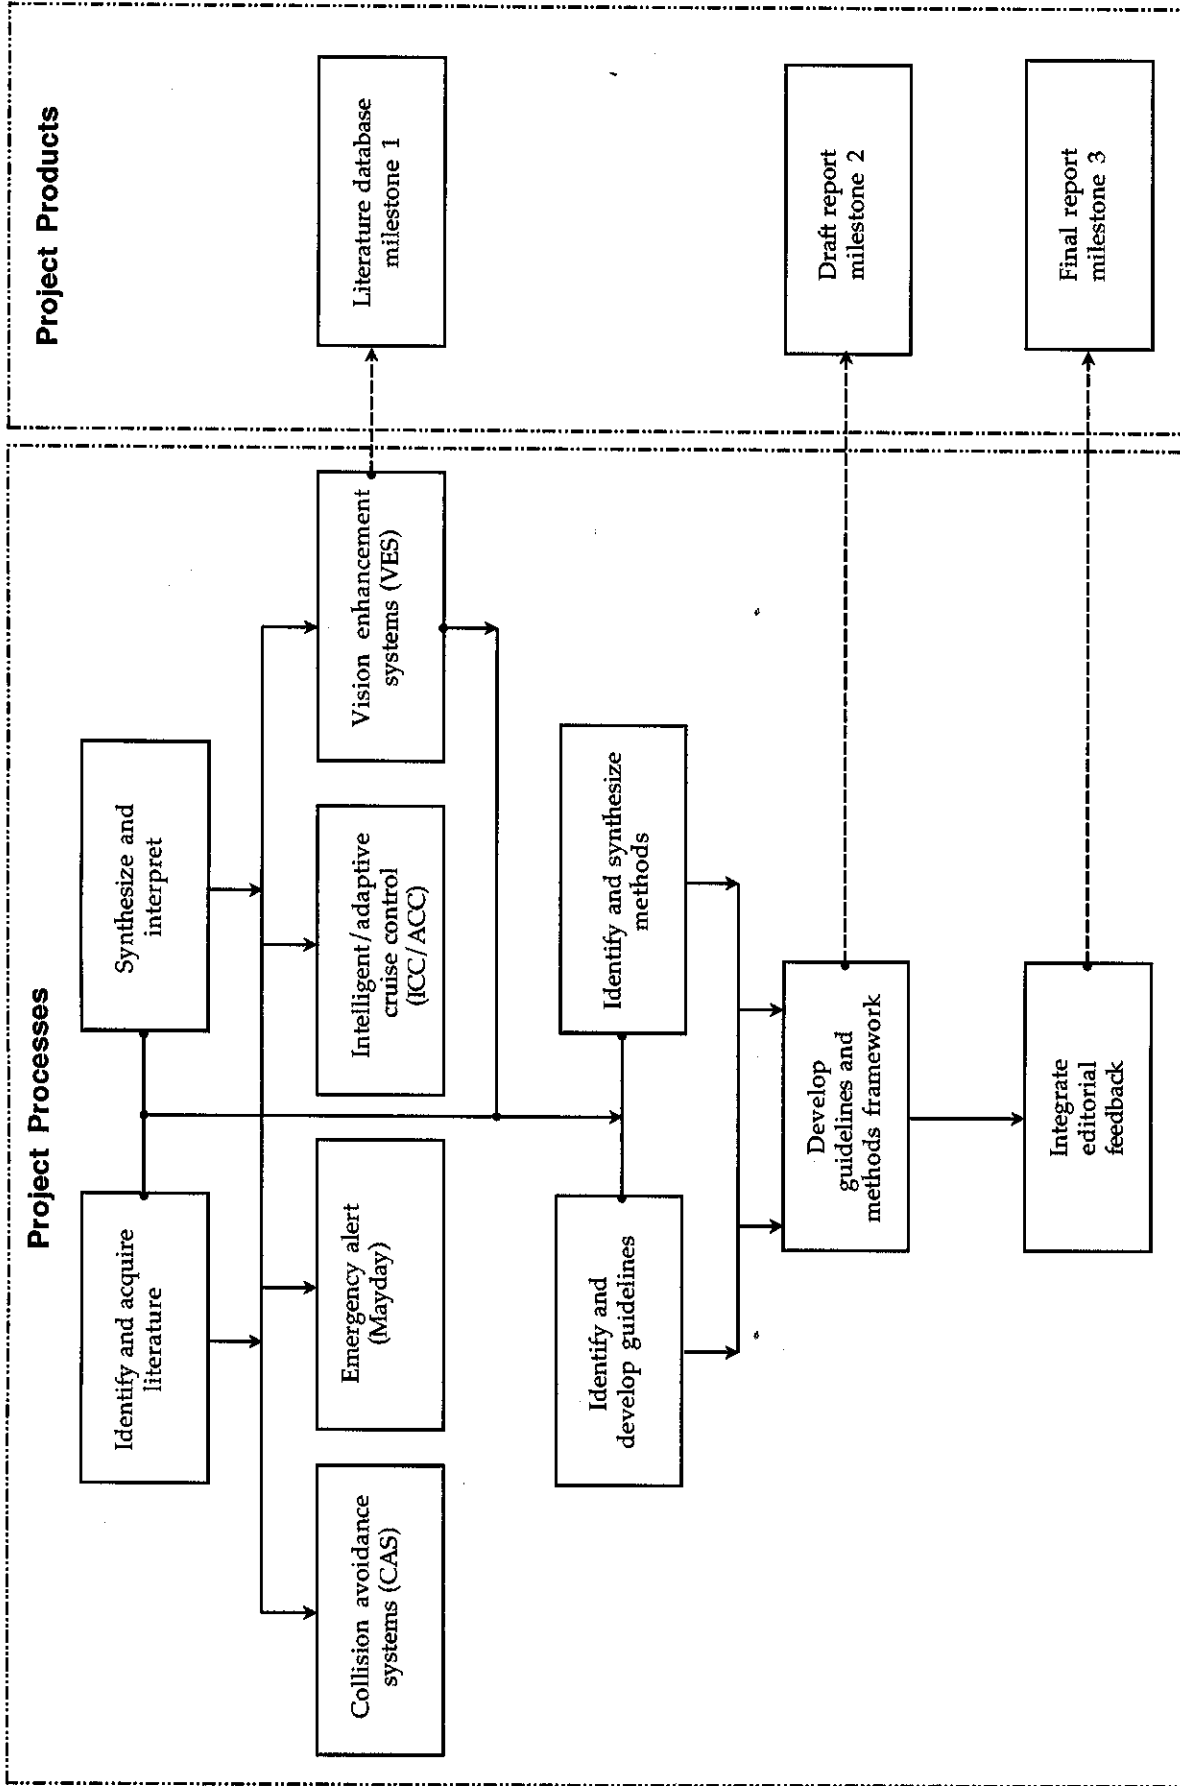 Project Processes
Project Products
Identify and acquire
literature
Synthesize and
interpret
Collision avoidance
systems (CAS)
Emergency alert
(Mayday)
Intelligent/adaptive
cruise control
(ICC/ACC)
Vision enhancement
systems (VES)
Literature database
milestone 1
Identify and
develop guidelines
Identify and synthesize
methods
Develop
guidelines and
methods framework
Draft report
milestone 2
Integrate
editorial
feedback
Final report
milestone 3